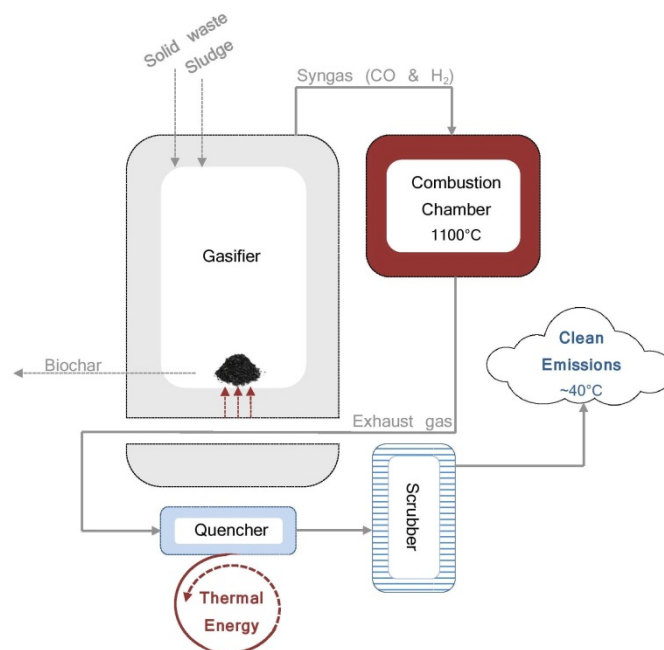 Solid waste
Sludge
Syngas (CO & H₂)
Combustion
Chamber
1100°C
Gasifier
Clean
Emissions
~40°C
Biochar
Exhaust gas
Scrubber
Quencher
Thermal
Energy